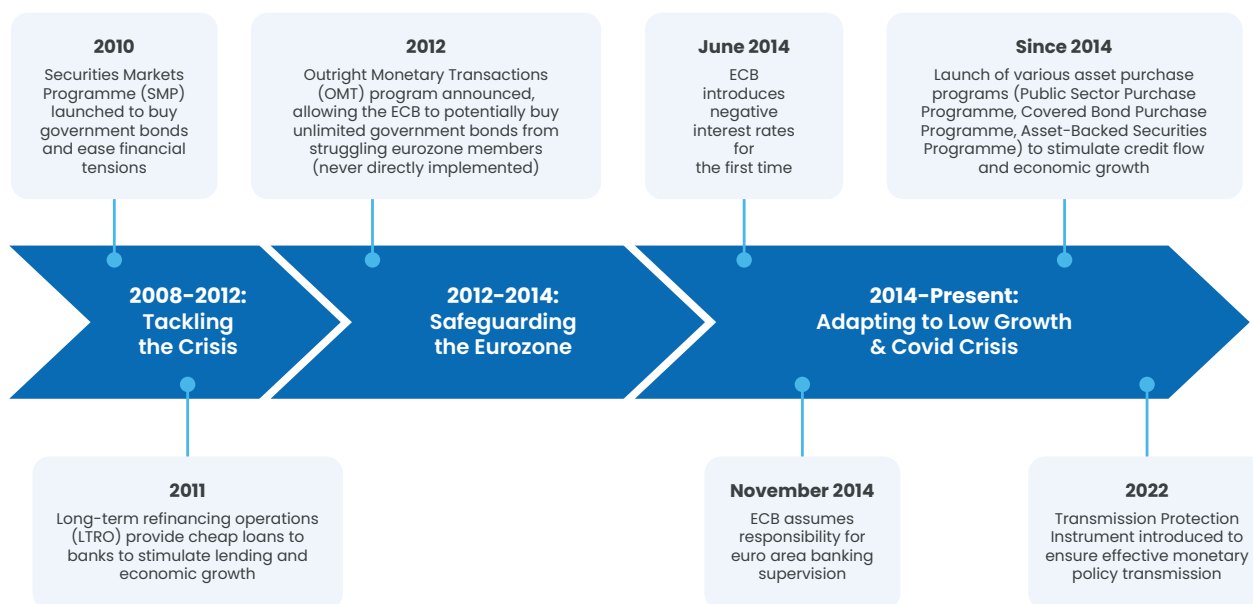 2010
Securities Markets
Programme (SMP)
launched to buy
government bonds
and ease financial
tensions
2012
Outright Monetary Transactions
(OMT) program announced,
allowing the ECB to potentially buy
unlimited government bonds from
struggling eurozone members
(never directly implemented)
June 2014
ECB
introduces
negative
interest rates
for
the first time
Since 2014
Launch of various asset purchase
programs (Public Sector Purchase
Programme, Covered Bond Purchase
Programme, Asset-Backed Securities
Programme) to stimulate credit flow
and economic growth
2008-2012:
Tackling
the Crisis
2012-2014:
Safeguarding
the Eurozone
2014-Present:
Adapting to Low Growth
& Covid Crisis
2011
Long-term refinancing operations
(LTRO) provide cheap loans to
banks to stimulate lending and
economic growth
November 2014
ECB assumes
responsibility for
euro area banking
supervision
2022
Transmission Protection
Instrument introduced to
ensure effective monetary
policy transmission